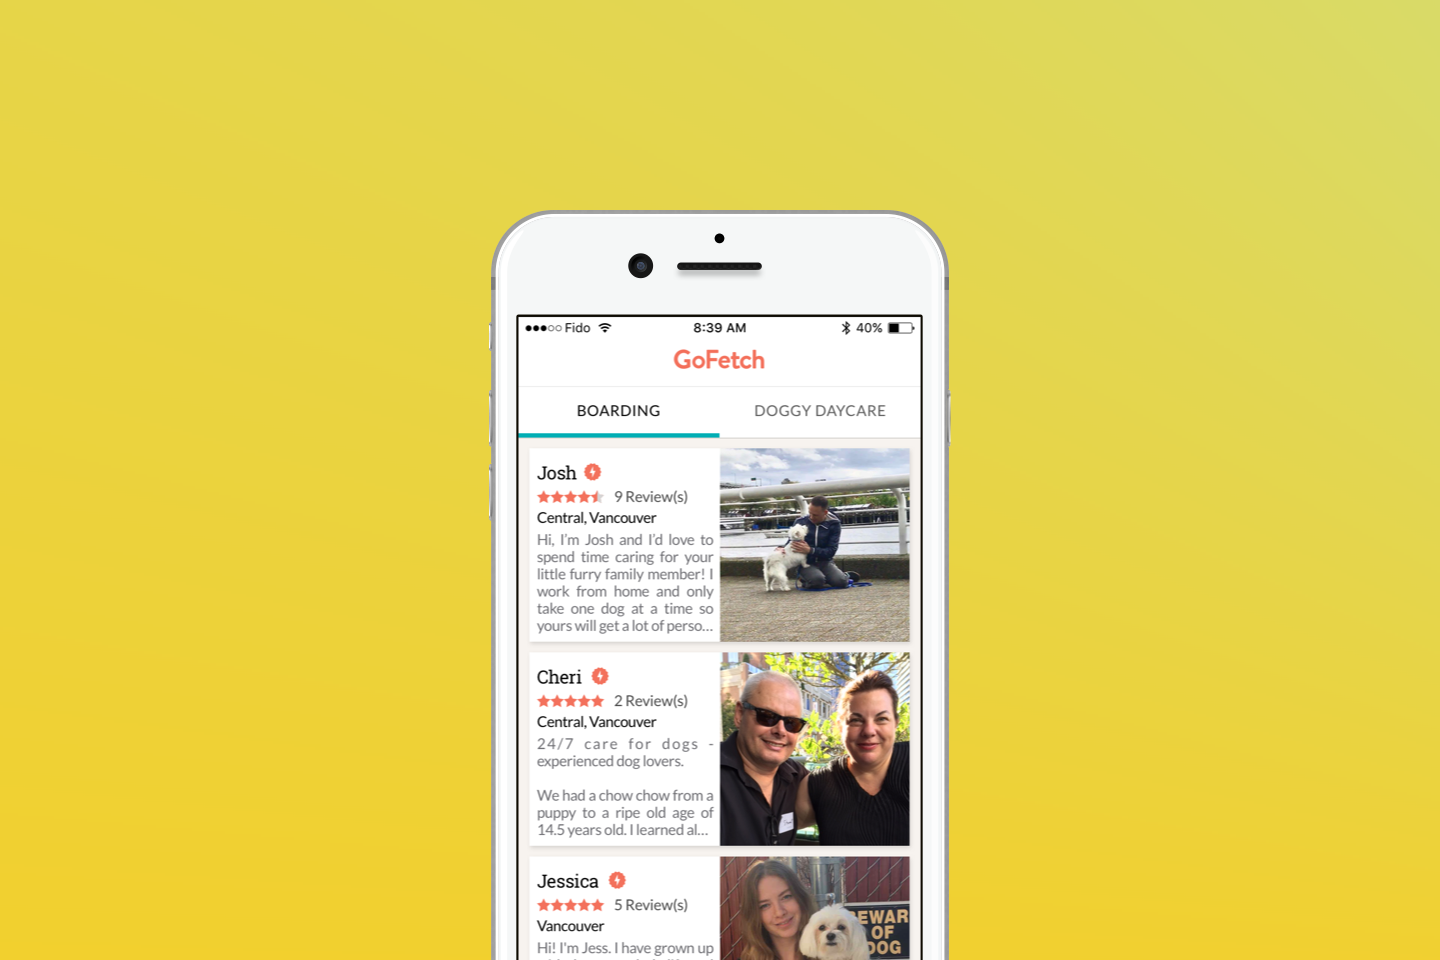 Fido 8:39 AM 40%
GoFetch
BOARDING DOGGY DAYCARE
Josh
9 Review(s)
Central, Vancouver
Hi, I'm Josh and I'd love to
spend time caring for your
little furry family member! I
work from home and only
take one dog at a time so
yours will get a lot of perso...
Cheri
2 Review(s)
Central, Vancouver
24/7 care for dogs -
experienced dog lovers.
We had a chow chow from a
puppy to a ripe old age of
14.5 years old. I learned al...
Jessica
5 Review(s)
Vancouver
Hi! I'm Jess. I have grown up
EWAR
OF
DOG